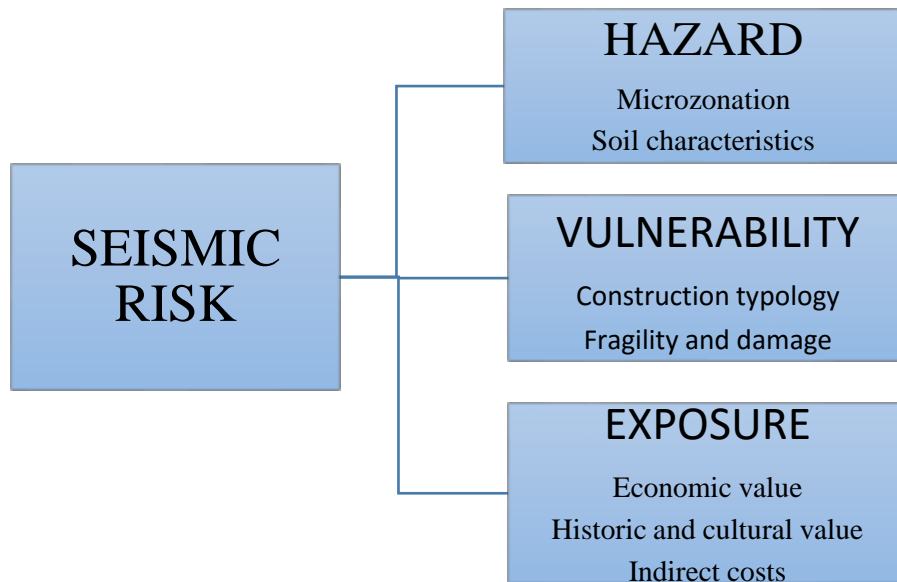 SEISMIC
RISK
HAZARD
Microzonation
Soil characteristics
VULNERABILITY
Construction typology
Fragility and damage
EXPOSURE
Economic value
Historic and cultural value
Indirect costs